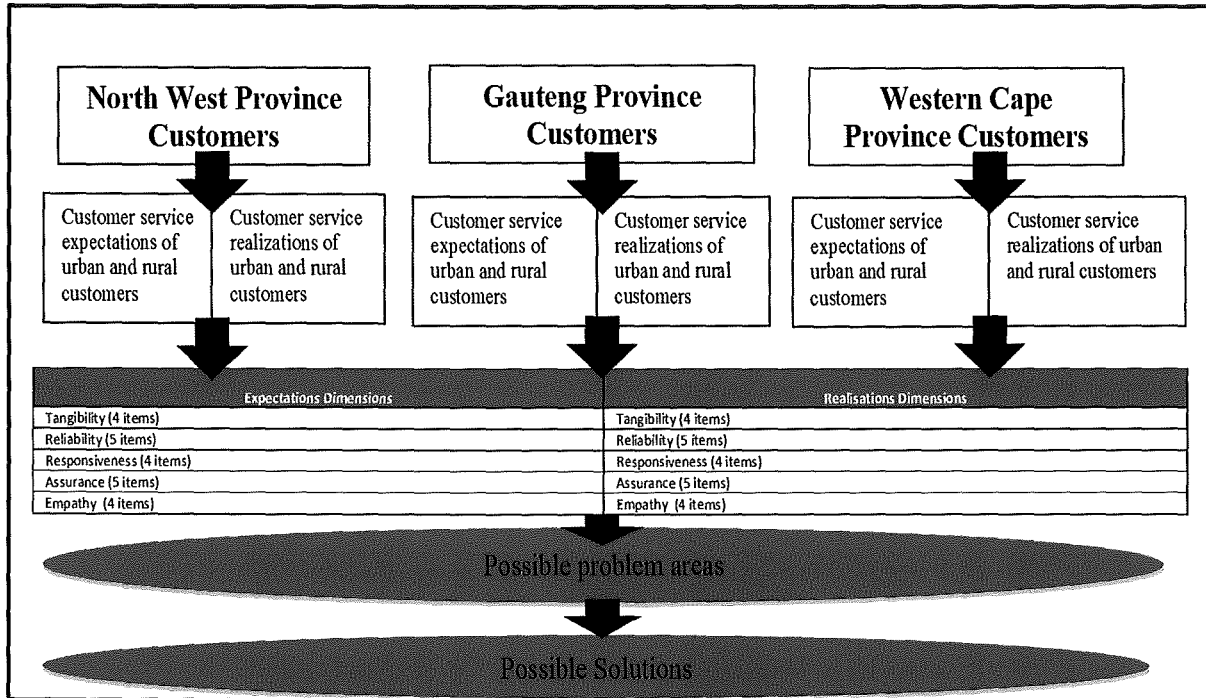 North West Province
Customers
Gauteng Province
Customers
Western Cape
Province Customers
Customer service
expectations of
urban and rural
customers
Customer service
realizations of
urban and rural
customers
Customer service
expectations of
urban and rural
customers
Customer service
realizations of
urban and rural
customers
Customer service
expectations of
urban and rural
customers
Customer service
realizations of urban
and rural customers
Expectations Dimensions
Realisations Dimensions
Tangibility (4 items)
Tangibility (4 items)
Reliability (5 items)
Reliability (5 items)
Responsiveness (4 items)
Responsiveness (4 items)
Assurance (5 items)
Assurance (5 items)
Empathy (4 items)
Empathy (4 items)
Possible problem areas
Possible Solutions